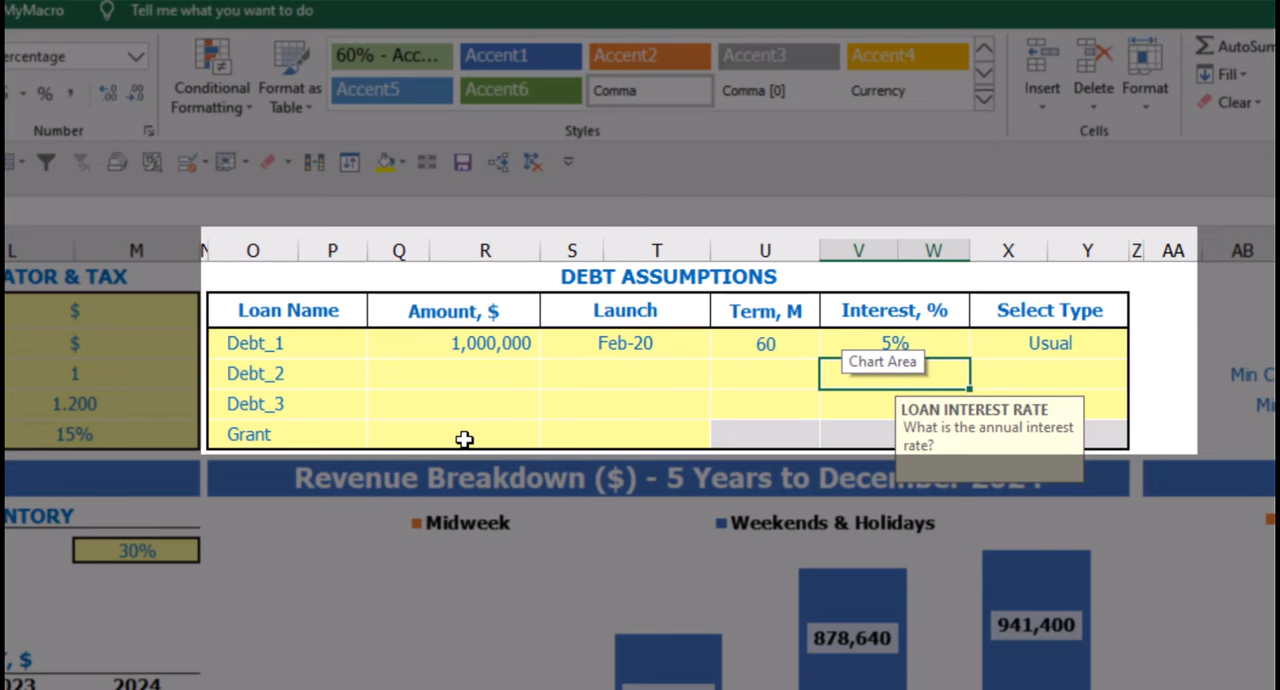 MyMacro Tell me what you want to do
ercentage
60% - Acc... Accent1 Accent2 Accent3 Accent4
Conditional Formatting Format as Table
Accent5 Accent6 Comma Comma [0] Currency
Insert Delete Format
AutoSum
Fill
Clear
Number Styles Cells
L M N O P Q R S T U V W X Y Z AA AB
ATOR & TAX DEBT ASSUMPTIONS
$ Loan Name Amount, $ Launch Term, M Interest, % Select Type
$ Debt_1 1,000,000 Feb-20 60 5% Usual
Chart Area
1 Debt_2 Min C
1.200 Debt_3 Mi
15% Grant
LOAN INTEREST RATE
What is the annual interest
rate?
Revenue Breakdown ($) - 5 Years to December 2024
NTORY Midweek Weekends & Holidays
30%
878,640 941,400
, $
023 2024